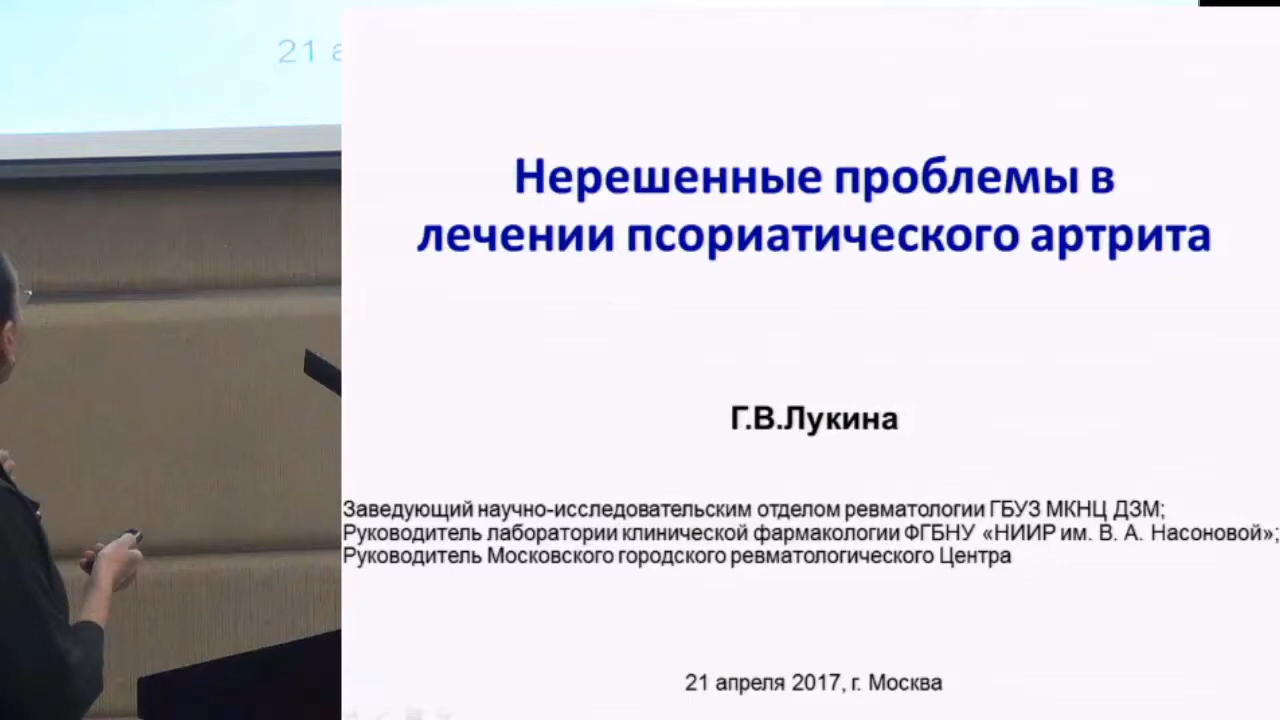 21
Нерешенные проблемы в
лечении псориатического артрита
Г.В.Лукина
Заведующий научно-исследовательским отделом ревматологии ГБУЗ МКНЦ ДЗМ;
Руководитель лаборатории клинической фармакологии ФГБНУ «НИИР им. В. А. Насоновой»;
Руководитель Московского городского ревматологического Центра
21 апреля 2017, г. Москва